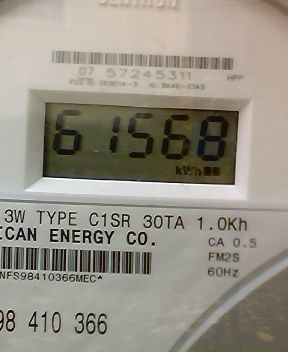 07 57245311
61568
kWh
3W TYPE C1SR 30TA 1.0Kh
ICAN ENERGY CO.
CA 0.5
FM2S
60Hz
NFS98410366MEC*
98 410 366